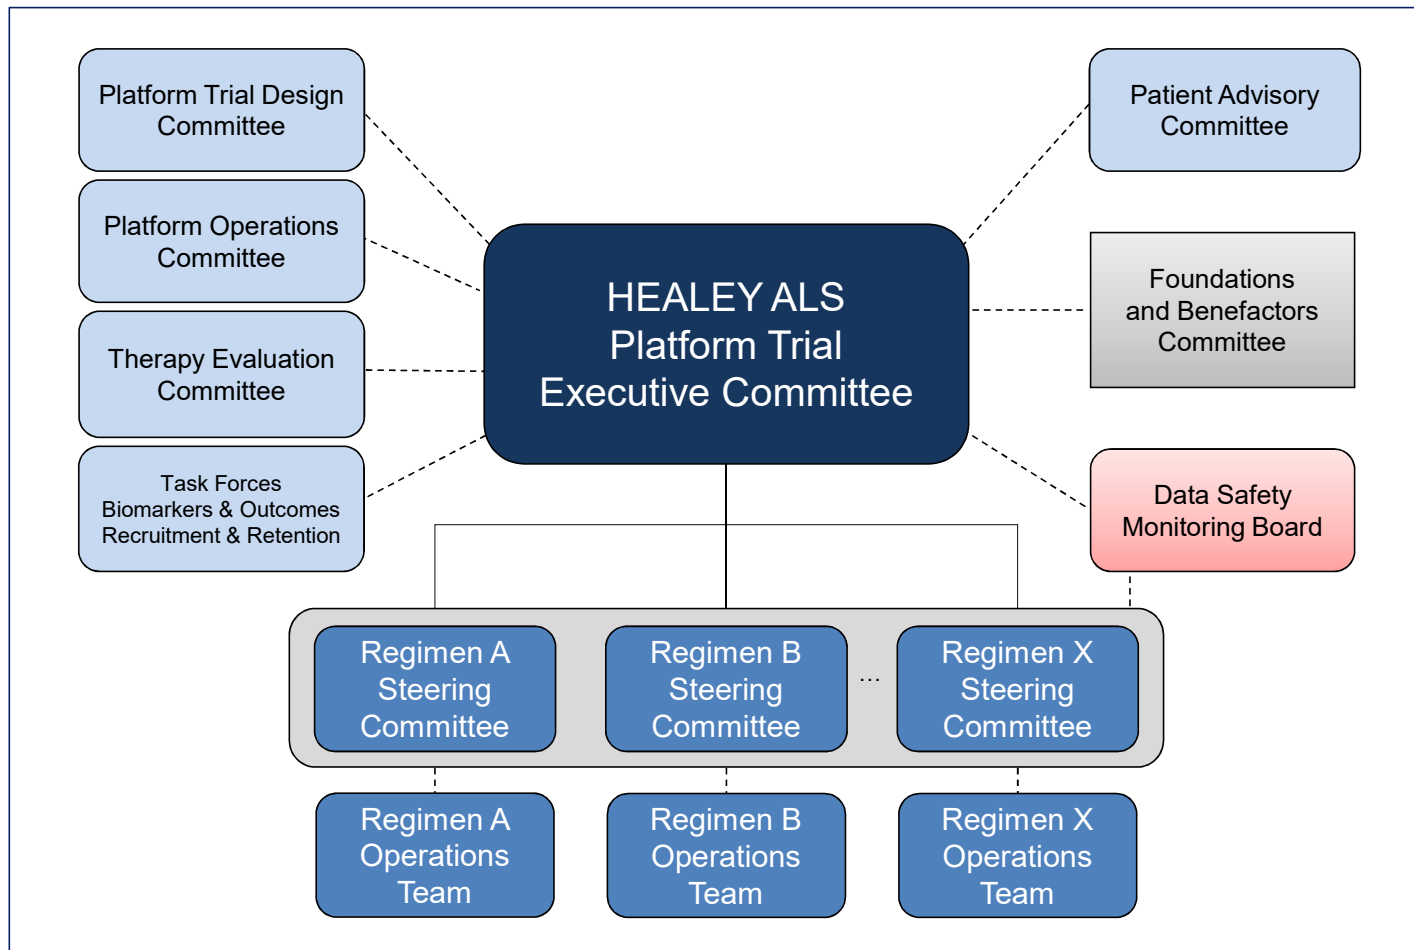 Platform Trial Design
Committee
Platform Operations
Committee
Therapy Evaluation
Committee
Task Forces
Biomarkers & Outcomes
Recruitment & Retention
HEALEY ALS
Platform Trial
Executive Committee
Patient Advisory
Committee
Foundations
and Benefactors
Committee
Data Safety
Monitoring Board
Regimen A
Steering
Committee
Regimen B
Steering
Committee
...
Regimen X
Steering
Committee
Regimen A
Operations
Team
Regimen B
Operations
Team
Regimen X
Operations
Team